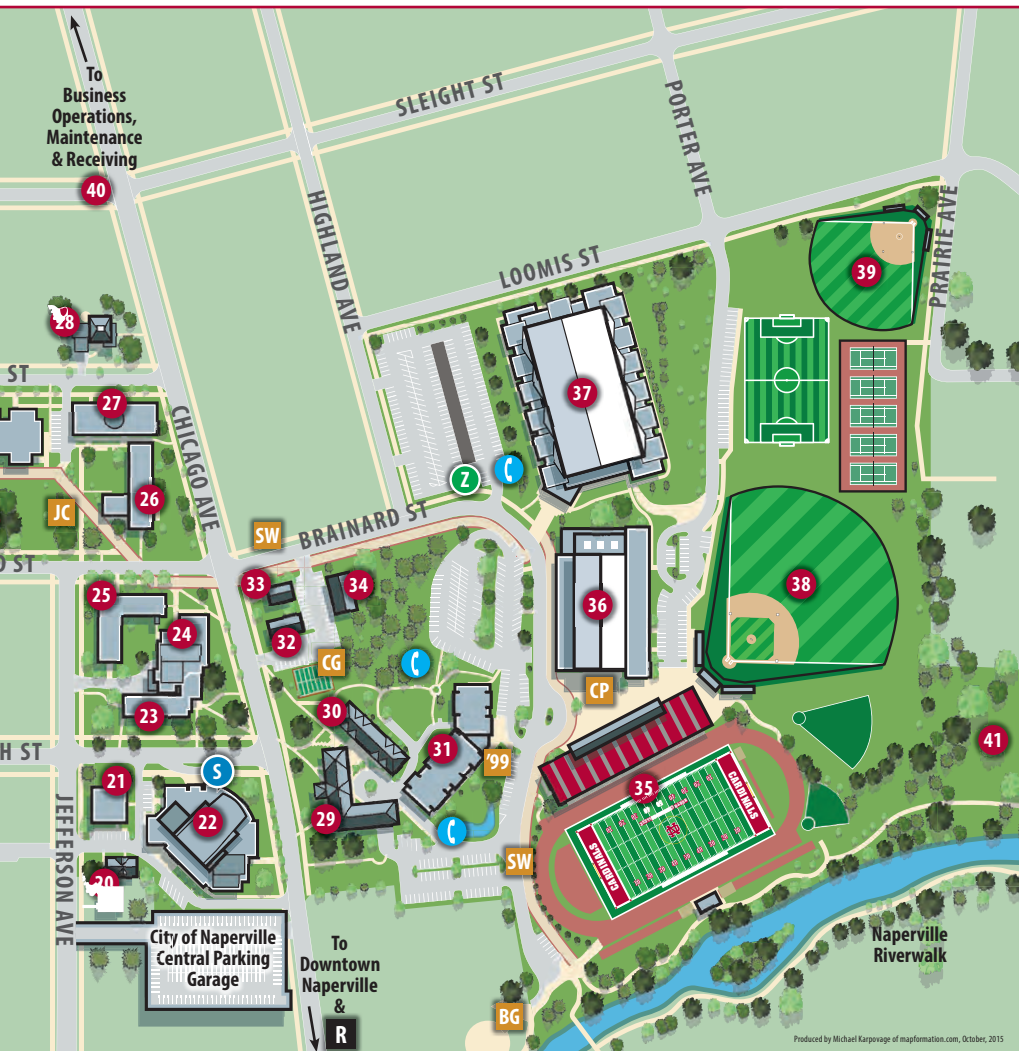 To
Business
Operations,
Maintenance
& Receiving
40
SLEIGHT ST
PORTER AVE
HIGHLAND AVE
LOOMIS ST
PRAIRIE AVE
39
28
ST
27
37
CHICAGO AVE
26
JC
Z
BRAINARD ST
SW
ST
33
34
38
25
36
24
32
CG
CP
30
23
31
41
H ST
'99
S
21
35
CARDINALS
CARDINALS
22
29
JEFFERSON AVE
SW
20
City of Naperville
Central Parking
Garage
To
Downtown
Naperville
&
R
Naperville
Riverwalk
BG
Produced by Michael Karpovage of mapformation.com, October, 2015